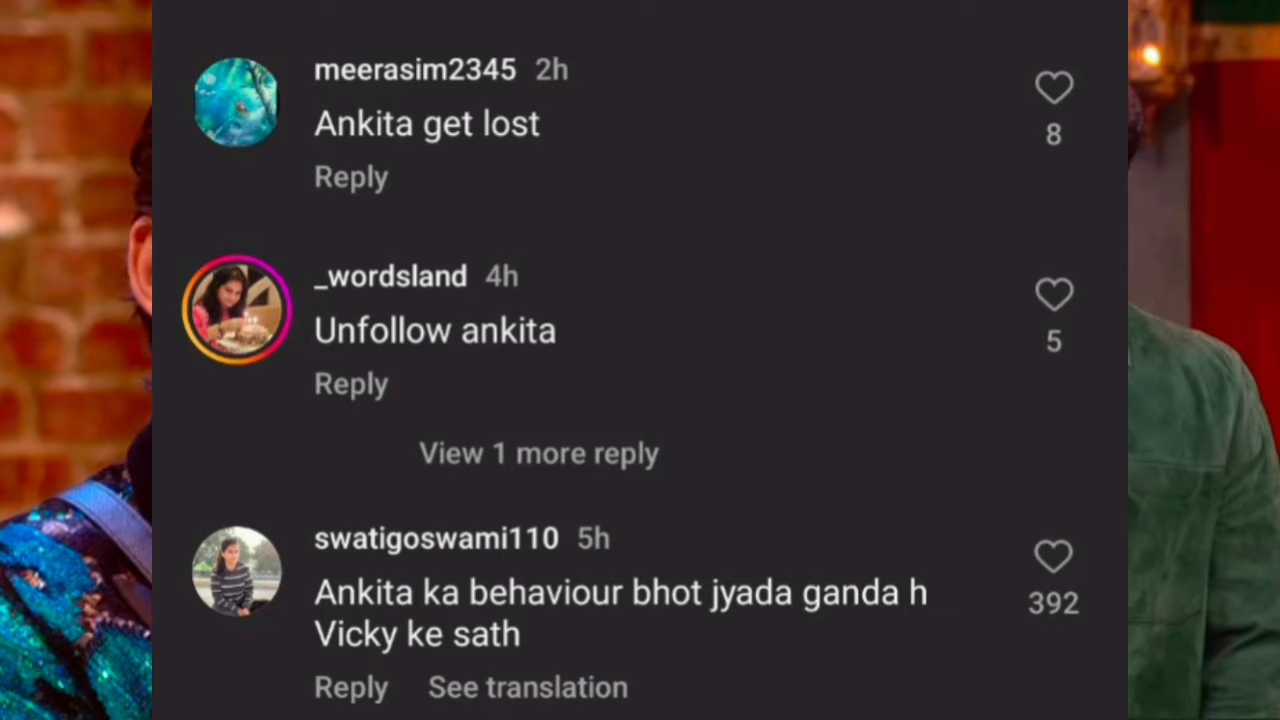 meerasim2345 2h
Ankita get lost
8
Reply
_wordsland 4h
Unfollow ankita
5
Reply
View 1 more reply
swatigoswami110 5h
Ankita ka behaviour bhot jyada ganda h
Vicky ke sath
392
Reply See translation